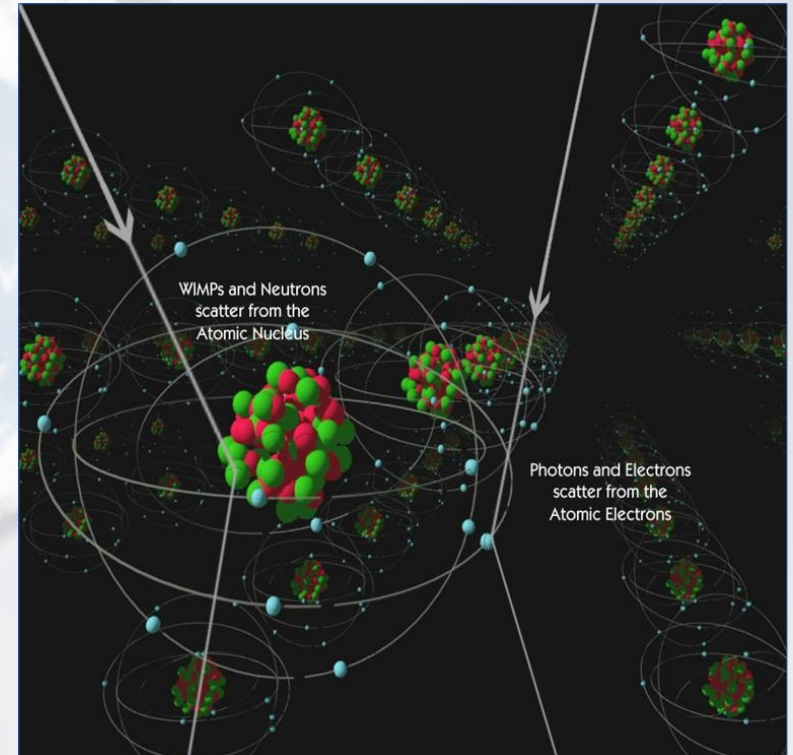 WIMPs and Neutrons
scatter from the
Atomic Nucleus
Photons and Electrons
scatter from the
Atomic Electrons